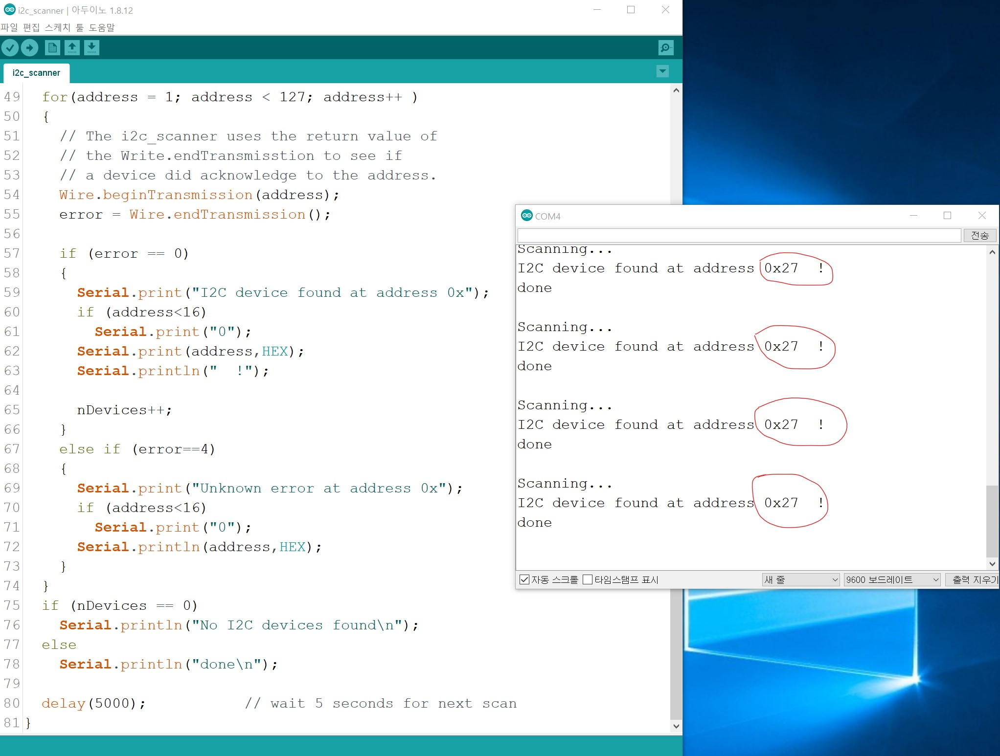 i2c_scanner | 아두이노 1.8.12
파일 편집 스케치 툴 도움말
i2c_scanner
49 for(address = 1; address < 127; address++ )
50 {
51 // The i2c_scanner uses the return value of
52 // the Write.endTransmisstion to see if
53 // a device did acknowledge to the address.
54 Wire.beginTransmission(address);
55 error = Wire.endTransmission();
56
57 if (error == 0)
58 {
59 Serial.print("I2C device found at address 0x");
60 if (address<16)
61 Serial.print("0");
62 Serial.print(address,HEX);
63 Serial.println("  !");
64
65 nDevices++;
66 }
67 else if (error==4)
68 {
69 Serial.print("Unknown error at address 0x");
70 if (address<16)
71 Serial.print("0");
72 Serial.println(address,HEX);
73 }
74 }
75 if (nDevices == 0)
76 Serial.println("No I2C devices found\n");
77 else
78 Serial.println("done\n");
79
80 delay(5000); // wait 5 seconds for next scan
81 }
COM4
전송
Scanning...
I2C device found at address 0x27  !
done
Scanning...
I2C device found at address 0x27  !
done
Scanning...
I2C device found at address 0x27  !
done
Scanning...
I2C device found at address 0x27  !
done
자동 스크롤 타임스탬프 표시 새 줄 9600 보드레이트 출력 지우기